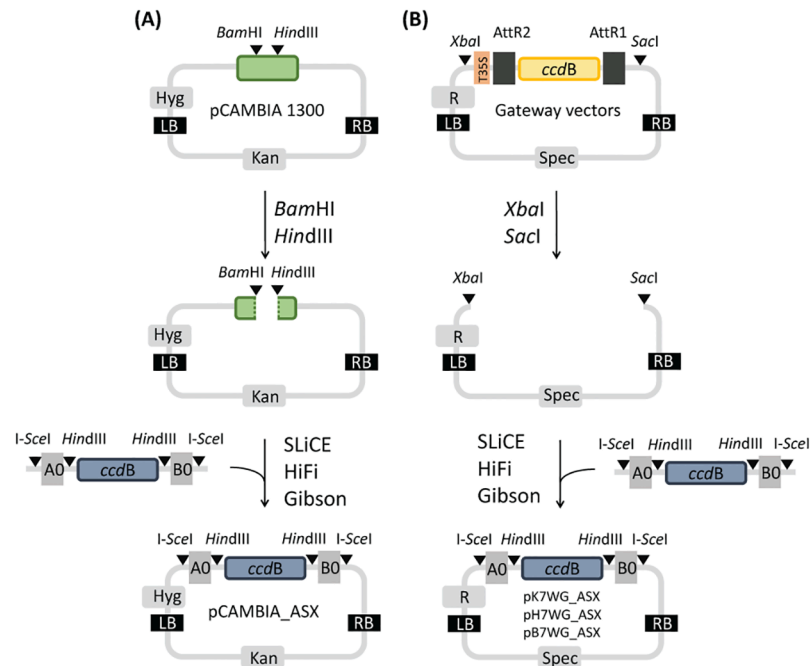 (A)
BamHI HindIII
Hyg
pCAMBIA 1300
LB
RB
Kan
BamHI
HindIII
BamHI HindIII
Hyg
LB
RB
Kan
I-SceI HindIII HindIII I-SceI
A0 ccdB B0
SLiCE
HiFi
Gibson
I-SceI HindIII HindIII I-SceI
A0 ccdB B0
Hyg
pCAMBIA_ASX
LB
RB
Kan
(B)
AttR2 AttR1
XbaI SacI
T35S
ccdB
R
Gateway vectors
LB
RB
Spec
XbaI
SacI
XbaI SacI
R
LB
RB
Spec
SLiCE
HiFi
Gibson
I-SceI HindIII HindIII I-SceI
A0 ccdB B0
I-SceI HindIII HindIII I-SceI
A0 ccdB B0
R
pK7WG_ASX
pH7WG_ASX
pB7WG_ASX
LB
RB
Spec